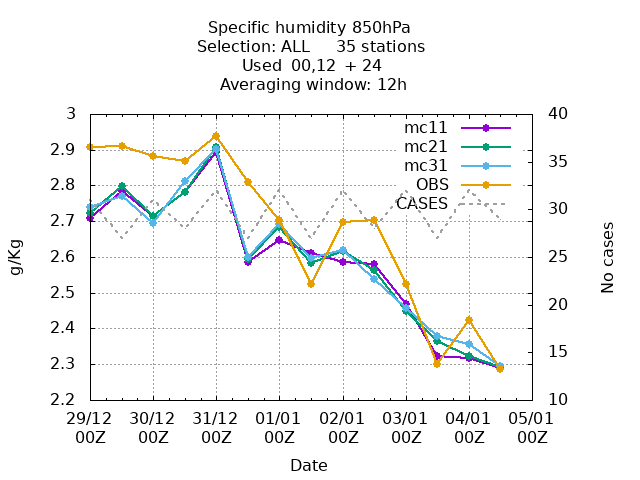 Specific humidity 850hPa
Selection: ALL 35 stations
Used 00,12 + 24
Averaging window: 12h
3 40
mc11
2.9 mc21 35
mc31
2.8 OBS
CASES 30
2.7
2.6 25
2.5 20
2.4
2.3 15
2.2 10
g/Kg
No cases
29/12 30/12 31/12 01/01 02/01 03/01 04/01 05/01
00Z 00Z 00Z 00Z 00Z 00Z 00Z 00Z
Date